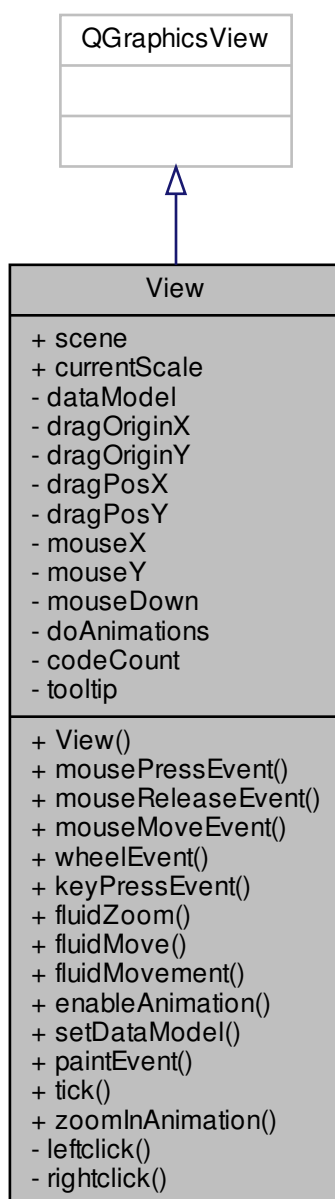 QGraphicsView
View
+ scene
+ currentScale
- dataModel
- dragOriginX
- dragOriginY
- dragPosX
- dragPosY
- mouseX
- mouseY
- mouseDown
- doAnimations
- codeCount
- tooltip
+ View()
+ mousePressEvent()
+ mouseReleaseEvent()
+ mouseMoveEvent()
+ wheelEvent()
+ keyPressEvent()
+ fluidZoom()
+ fluidMove()
+ fluidMovement()
+ enableAnimation()
+ setDataModel()
+ paintEvent()
+ tick()
+ zoomInAnimation()
- leftclick()
- rightclick()